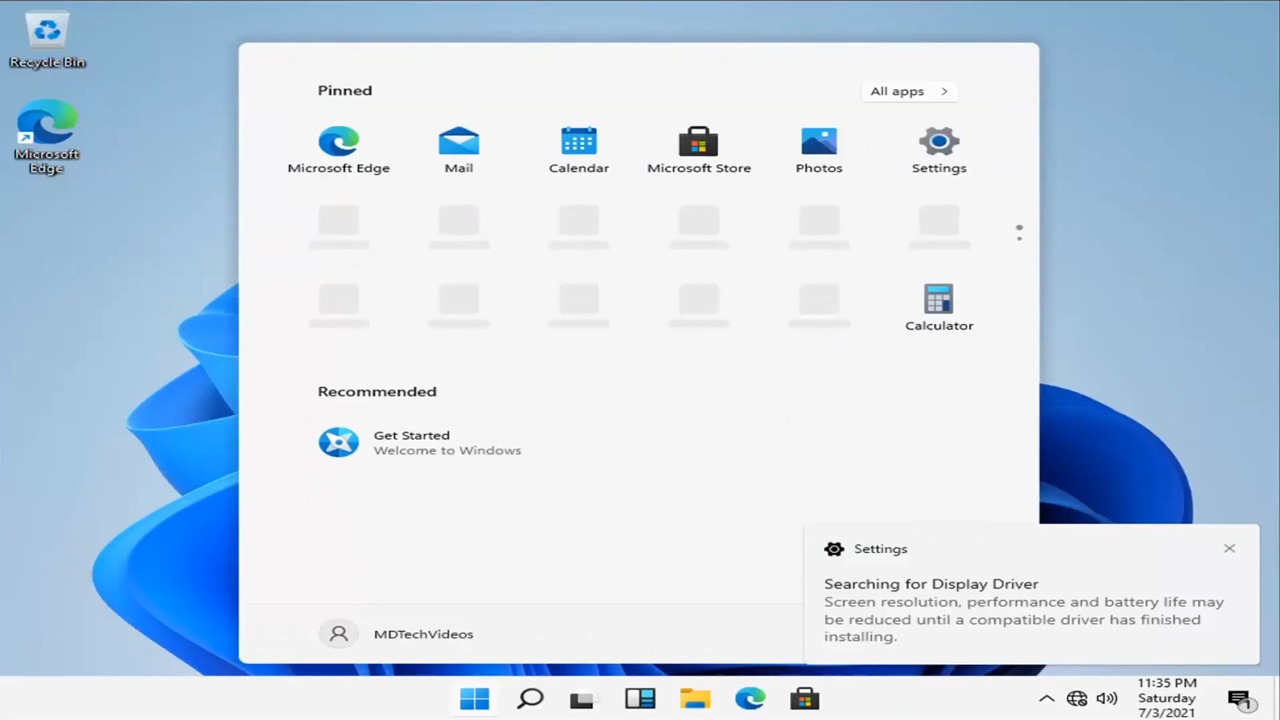 Recycle Bin
Microsoft
Edge
Pinned
All apps
Microsoft Edge
Mail
Calendar
Microsoft Store
Photos
Settings
Calculator
Recommended
Get Started
Welcome to Windows
MDTechVideos
Settings
Searching for Display Driver
Screen resolution, performance and battery life may
be reduced until a compatible driver has finished
installing.
11:35 PM
Saturday
7/3/2021
1